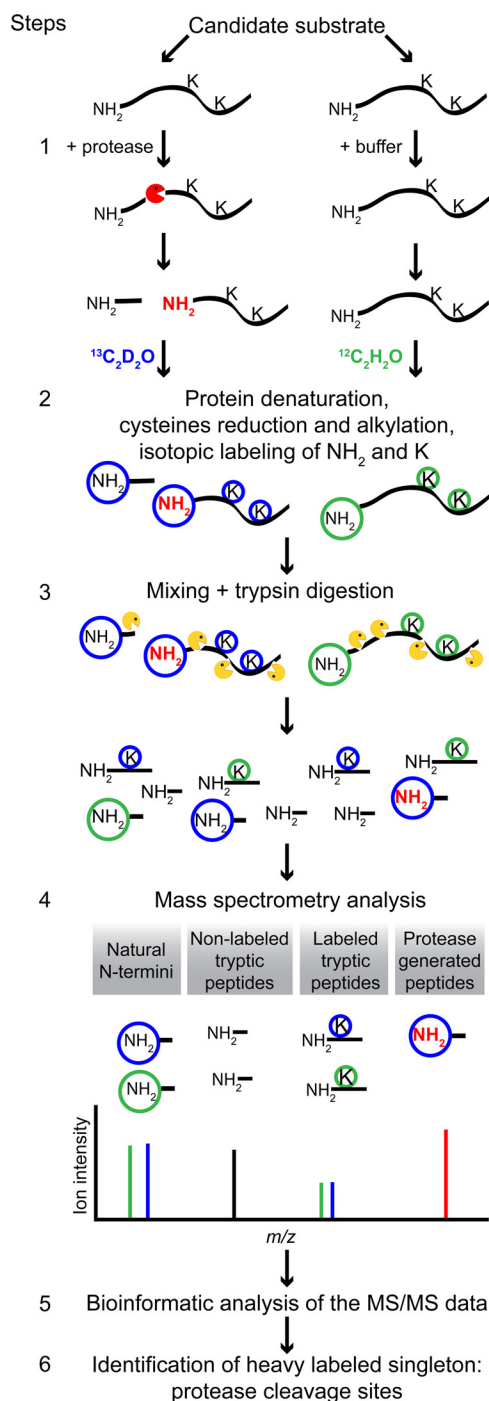 Steps
Candidate substrate
K
K
NH2
K
K
NH2
1
+ protease
+ buffer
K
K
NH2
K
K
NH2
NH2
NH2
K
K
K
K
NH2
13C2D2O
12C2H2O
2
Protein denaturation,
cysteines reduction and alkylation,
isotopic labeling of NH2 and K
NH2
NH2
K
K
K
K
NH2
3
Mixing + trypsin digestion
NH2
NH2
K
K
K
K
NH2
K
NH2
K
NH2
K
NH2
K
NH2
NH2
NH2
NH2
NH2
NH2
NH2
4
Mass spectrometry analysis
Natural
N-termini
Non-labeled
tryptic
peptides
Labeled
tryptic
peptides
Protease
generated
peptides
NH2
NH2
K
NH2
NH2
NH2
NH2
K
NH2
Ion intensity
m/z
5
Bioinformatic analysis of the MS/MS data
6
Identification of heavy labeled singleton:
protease cleavage sites